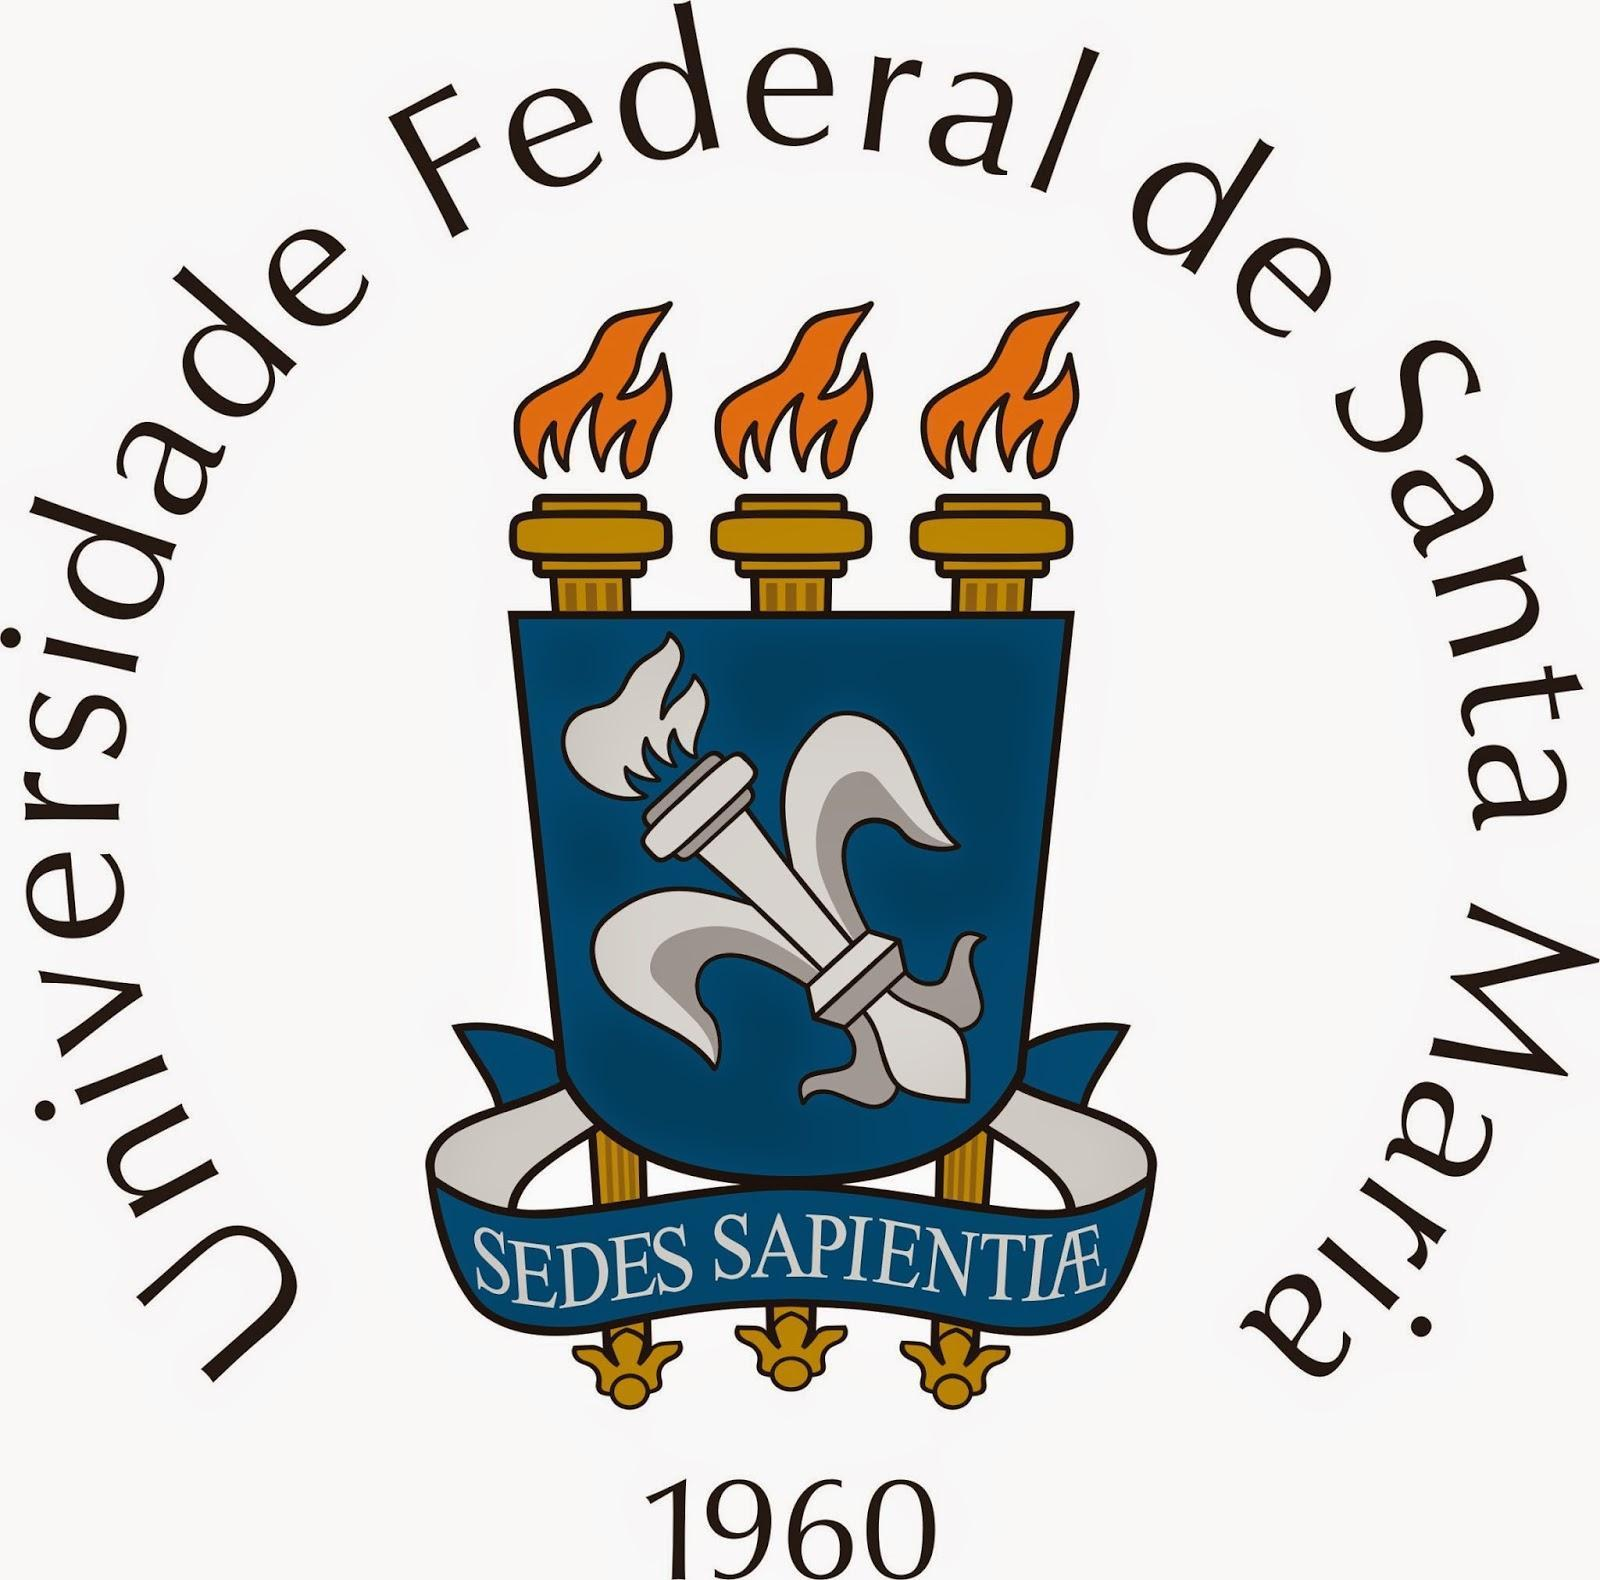 Universidade Federal de Santa Maria
SEDES SAPIENTIÆ
1960